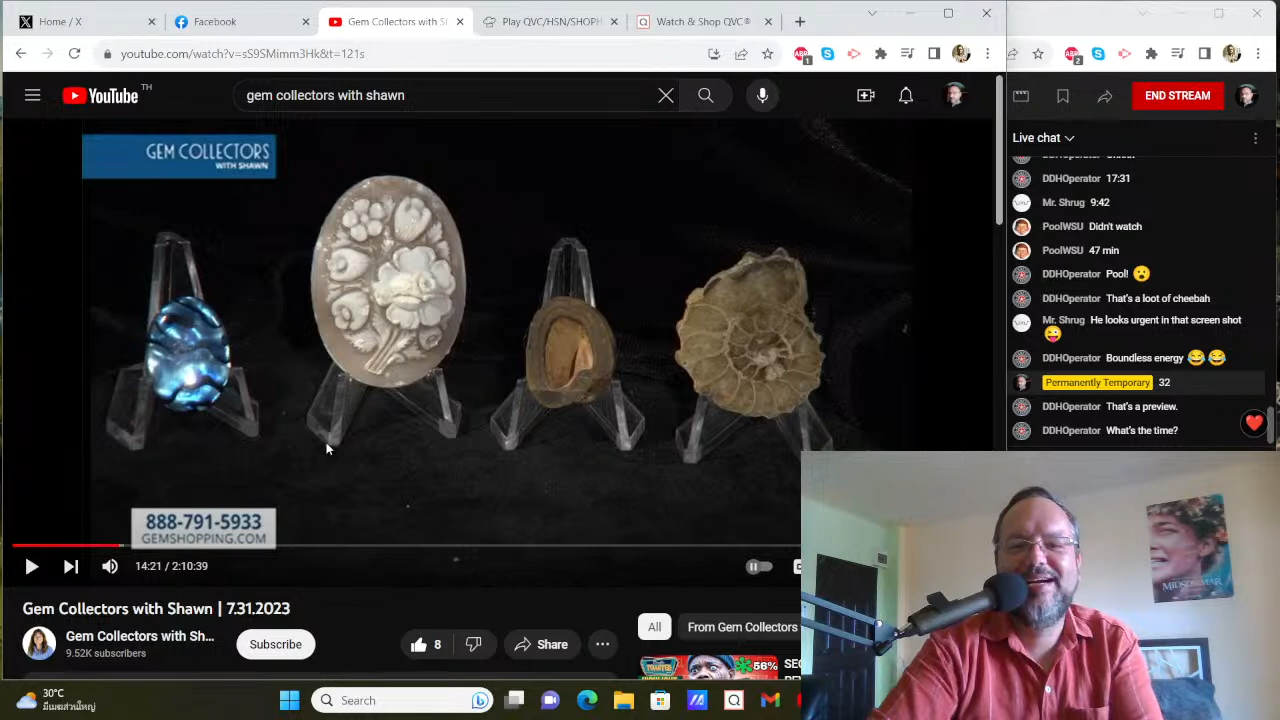 Home / X
Facebook
Gem Collectors with S
Play QVC/HSN/SHOPH
Watch & Shop QVC®
youtube.com/watch?v=sS9SMimm3Hk&t=121s
YouTube
TH
gem collectors with shawn
END STREAM
GEM COLLECTORS
WITH SHAWN
888-791-5933
GEMSHOPPING.COM
14:21 / 2:10:39
Gem Collectors with Shawn | 7.31.2023
Gem Collectors with Sh...
9.52K subscribers
Subscribe
8
Share
All
From Gem Collectors
56%
Live chat
DDHOperator
DDHOperator 17:31
Mr. Shrug 9:42
PoolWSU Didn't watch
PoolWSU 47 min
DDHOperator Pool! 😮
DDHOperator That's a loot of cheebah
Mr. Shrug He looks urgent in that screen shot
😜
DDHOperator Boundless energy 😂😂
Permanently Temporary 32
DDHOperator That's a preview.
DDHOperator What's the time?
MIDSOMMAR
30°C
Search